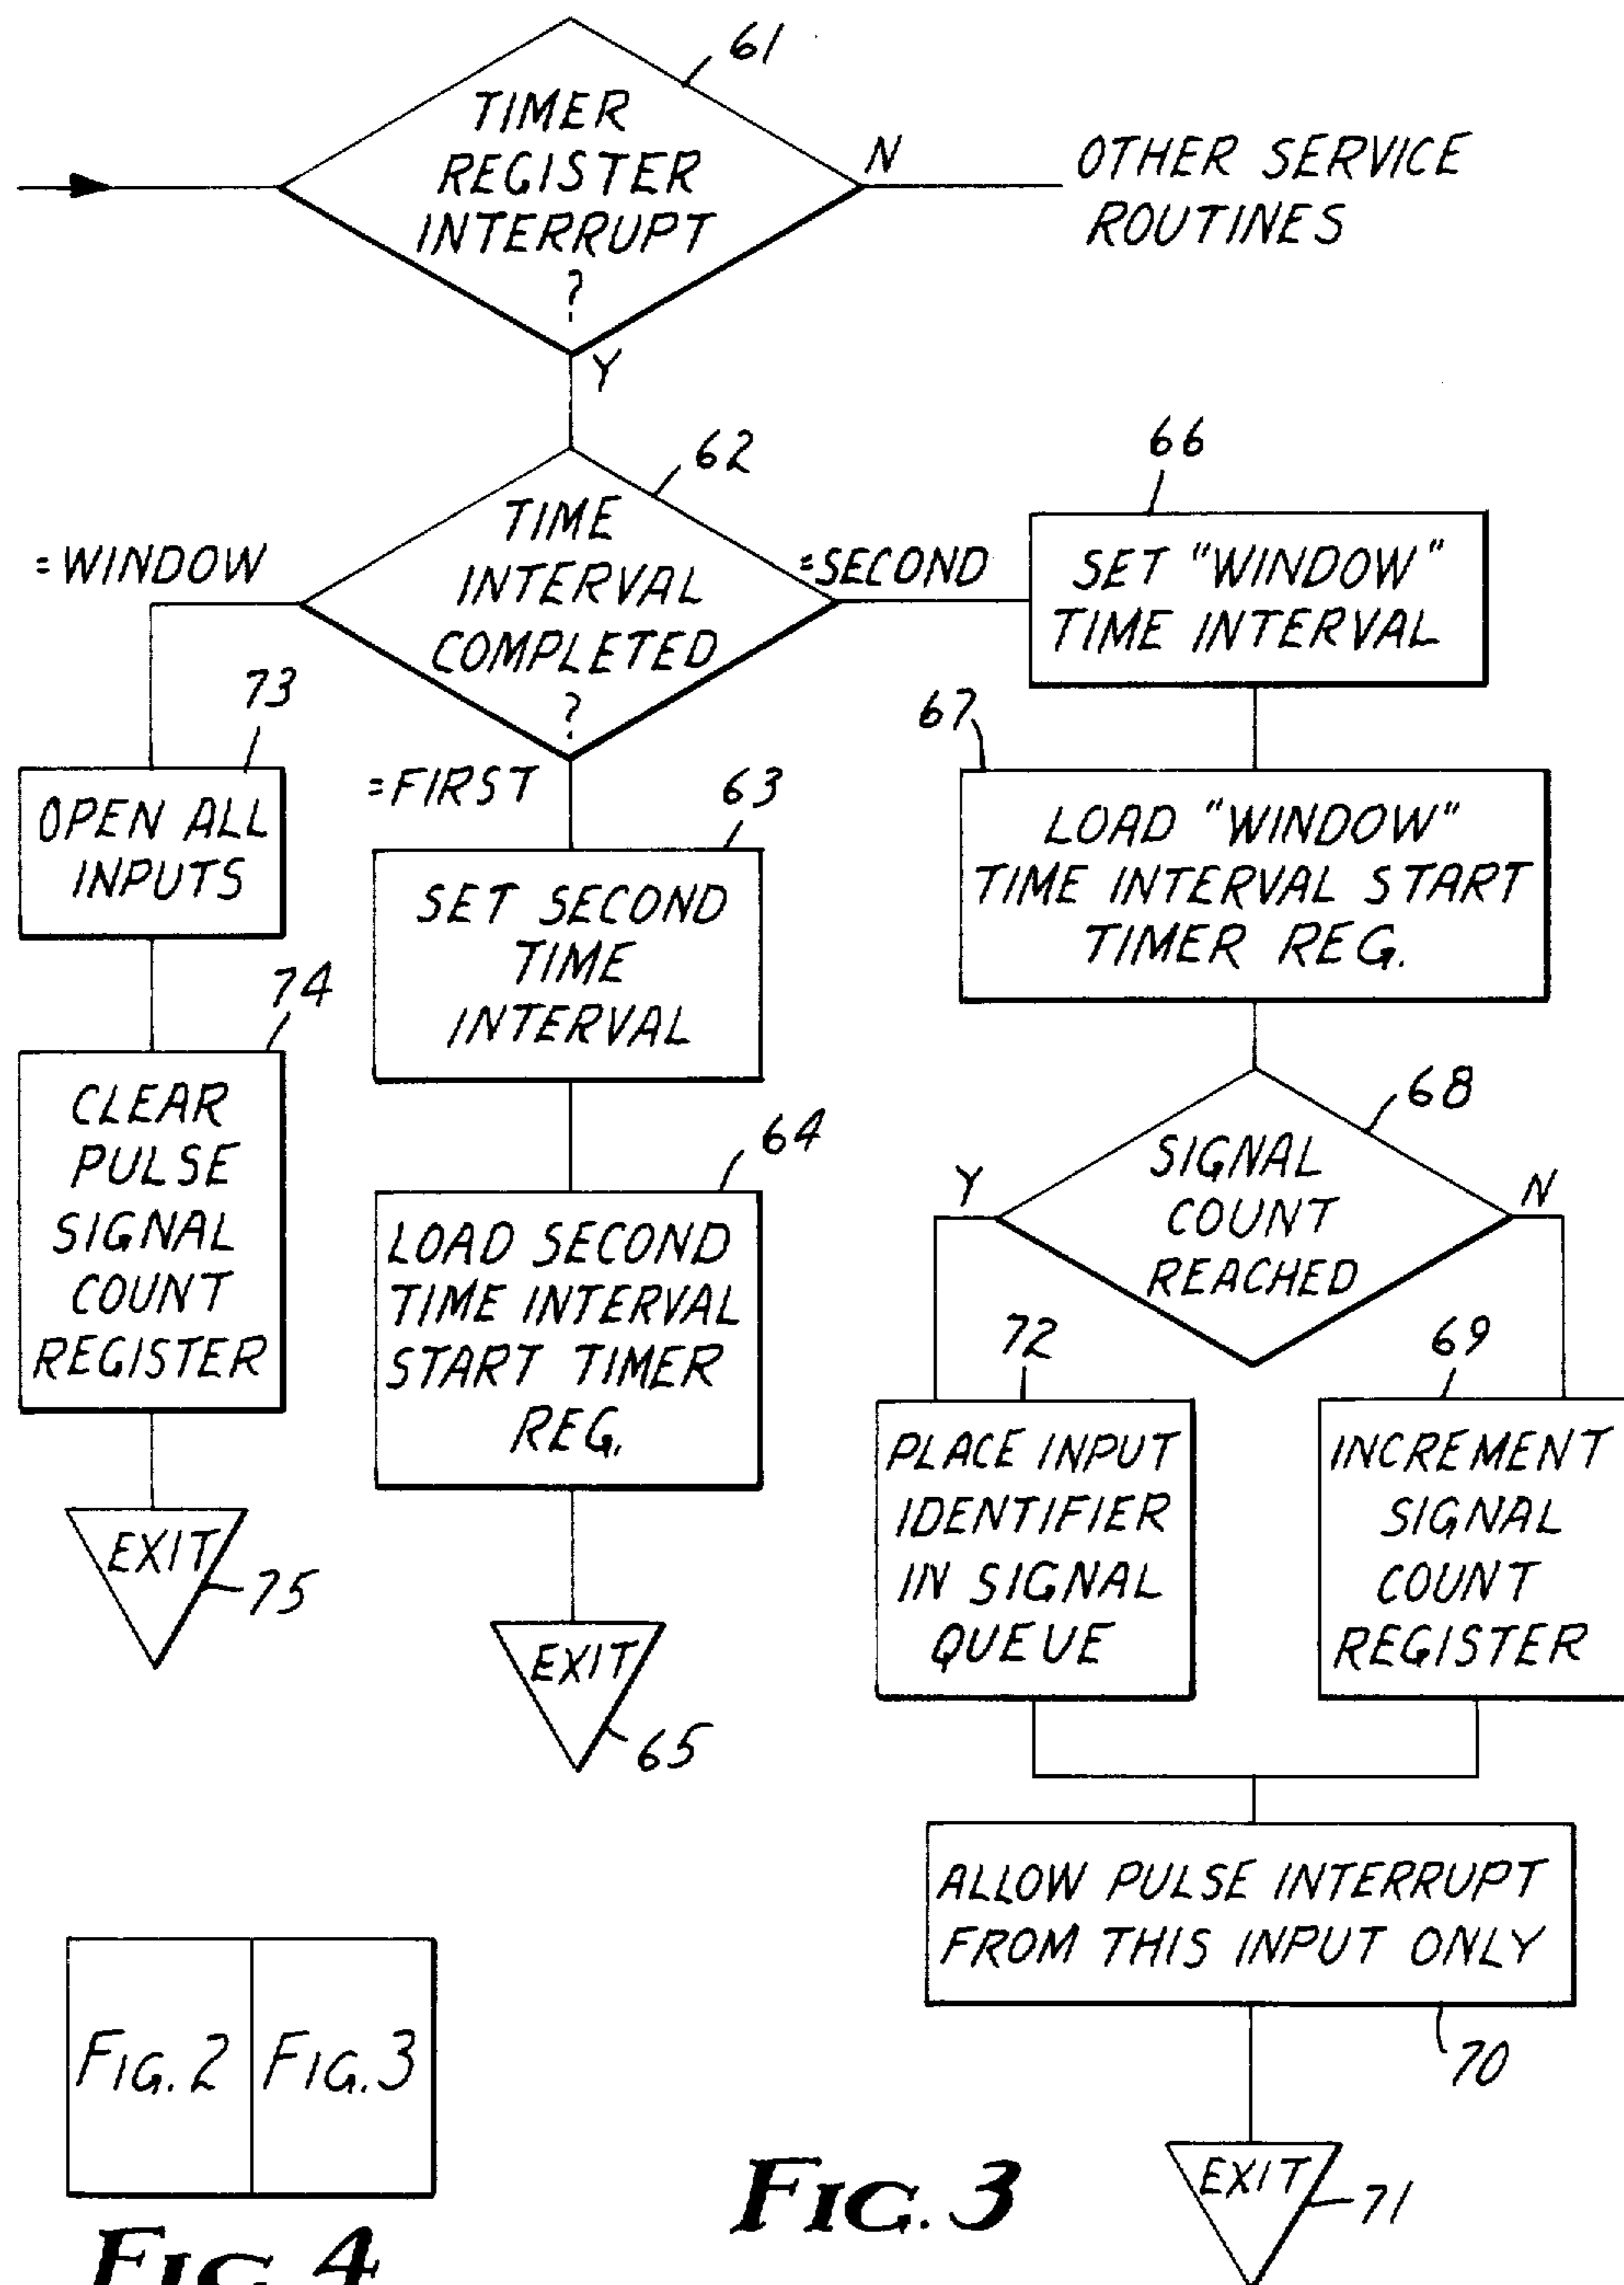 61
TIMER
REGISTER
INTERRUPT
?
N
OTHER SERVICE
ROUTINES
Y
62
TIME
INTERVAL
COMPLETED
?
=WINDOW
=SECOND
=FIRST
66
SET "WINDOW"
TIME INTERVAL
67
LOAD "WINDOW"
TIME INTERVAL START
TIMER REG.
73
OPEN ALL
INPUTS
74
CLEAR
PULSE
SIGNAL
COUNT
REGISTER
EXIT
75
63
SET SECOND
TIME
INTERVAL
64
LOAD SECOND
TIME INTERVAL
START TIMER
REG.
EXIT
65
68
SIGNAL
COUNT
REACHED
Y
N
72
PLACE INPUT
IDENTIFIER
IN SIGNAL
QUEUE
69
INCREMENT
SIGNAL
COUNT
REGISTER
ALLOW PULSE INTERRUPT
FROM THIS INPUT ONLY
70
EXIT
71
FIG. 2
FIG. 3
FIG. 3
FIG. 4